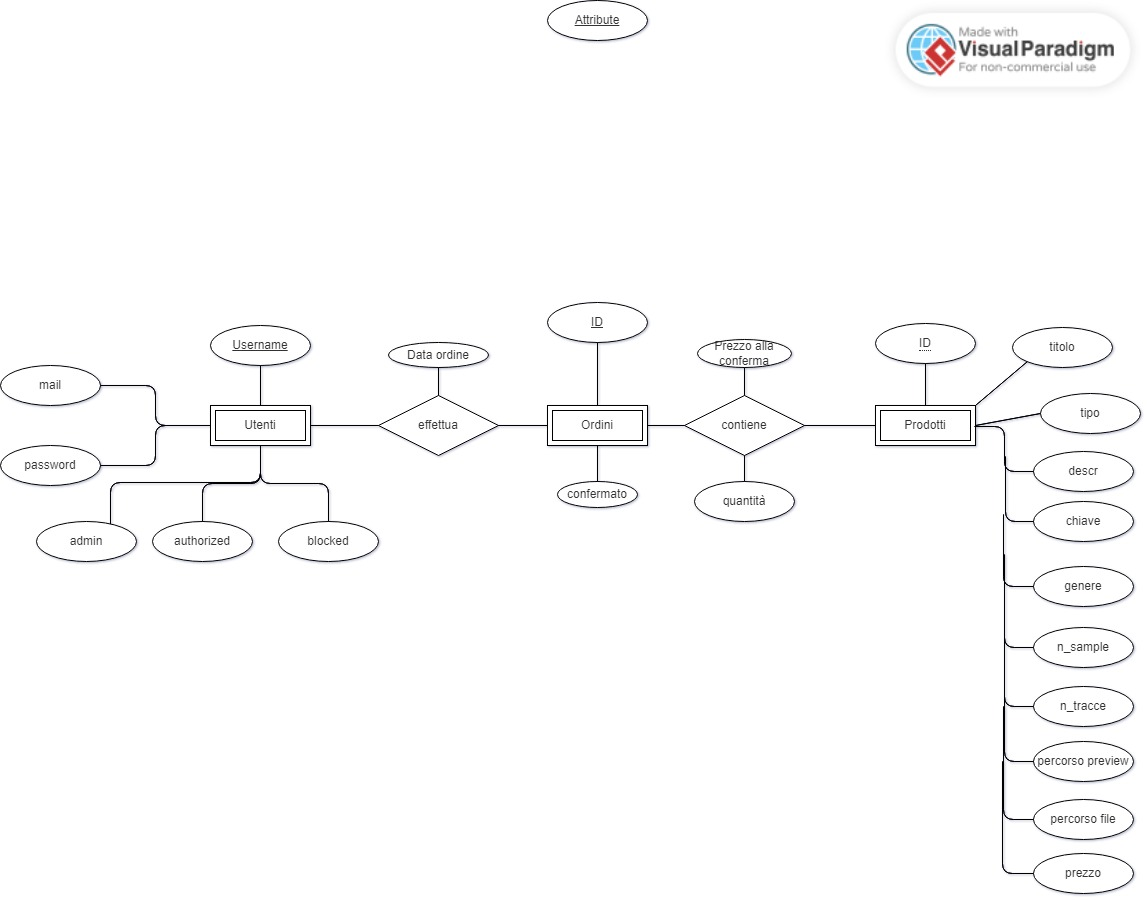 Attribute
Made with
VisualParadigm
For non-commercial use
ID
Username
Data ordine
Prezzo alla
conferma
ID
titolo
mail
tipo
Utenti
effettua
Ordini
contiene
Prodotti
password
confermato
quantità
descr
chiave
admin
authorized
blocked
genere
n_sample
n_tracce
percorso preview
percorso file
prezzo